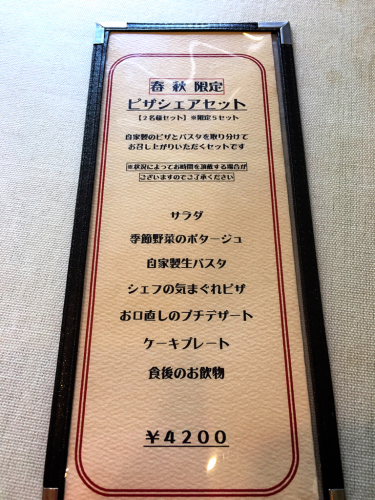 春 秋 限定
ピザシェアセット
【2名様セット】※限定5セット
自家製のピザとパスタを取り分けて
お召し上がりいただくセットです
※状況によってお時間を頂戴する場合が
ございますのでご了承ください
サラダ
季節野菜のポタージュ
自家製生パスタ
シェフの気まぐれピザ
お口直しのプチデザート
ケーキプレート
食後のお飲物
￥4200